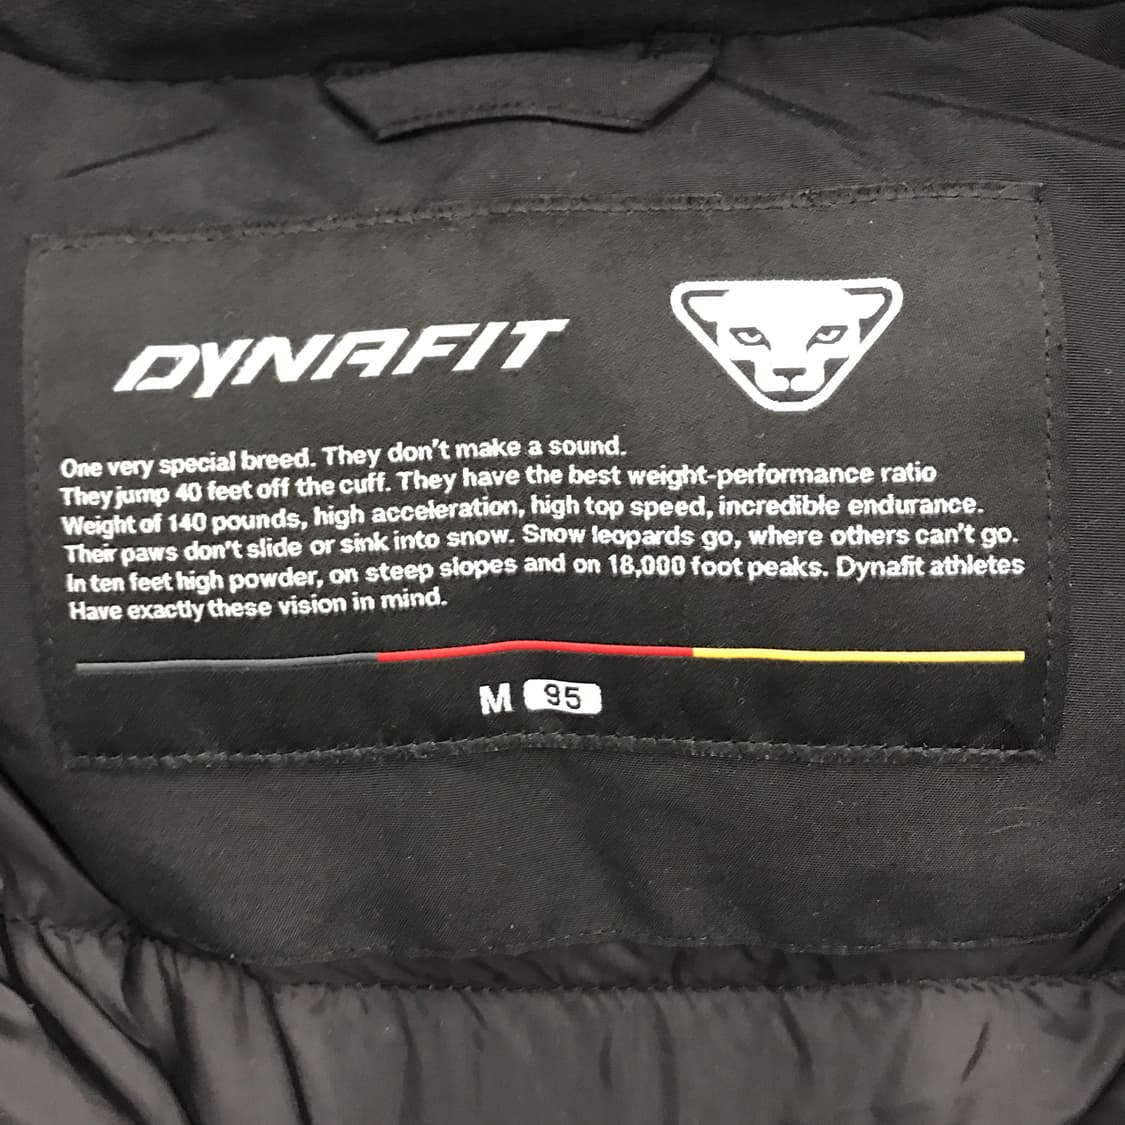 DYNAFIT
One very special breed. They don't make a sound.
They jump 40 feet off the cuff. They have the best weight-performance ratio
Weight of 140 pounds, high acceleration, high top speed, incredible endurance.
Their paws don't slide or sink into snow. Snow leopards go, where others can't go.
In ten feet high powder, on steep slopes and on 18,000 foot peaks. Dynafit athletes
Have exactly these vision in mind.
M 95